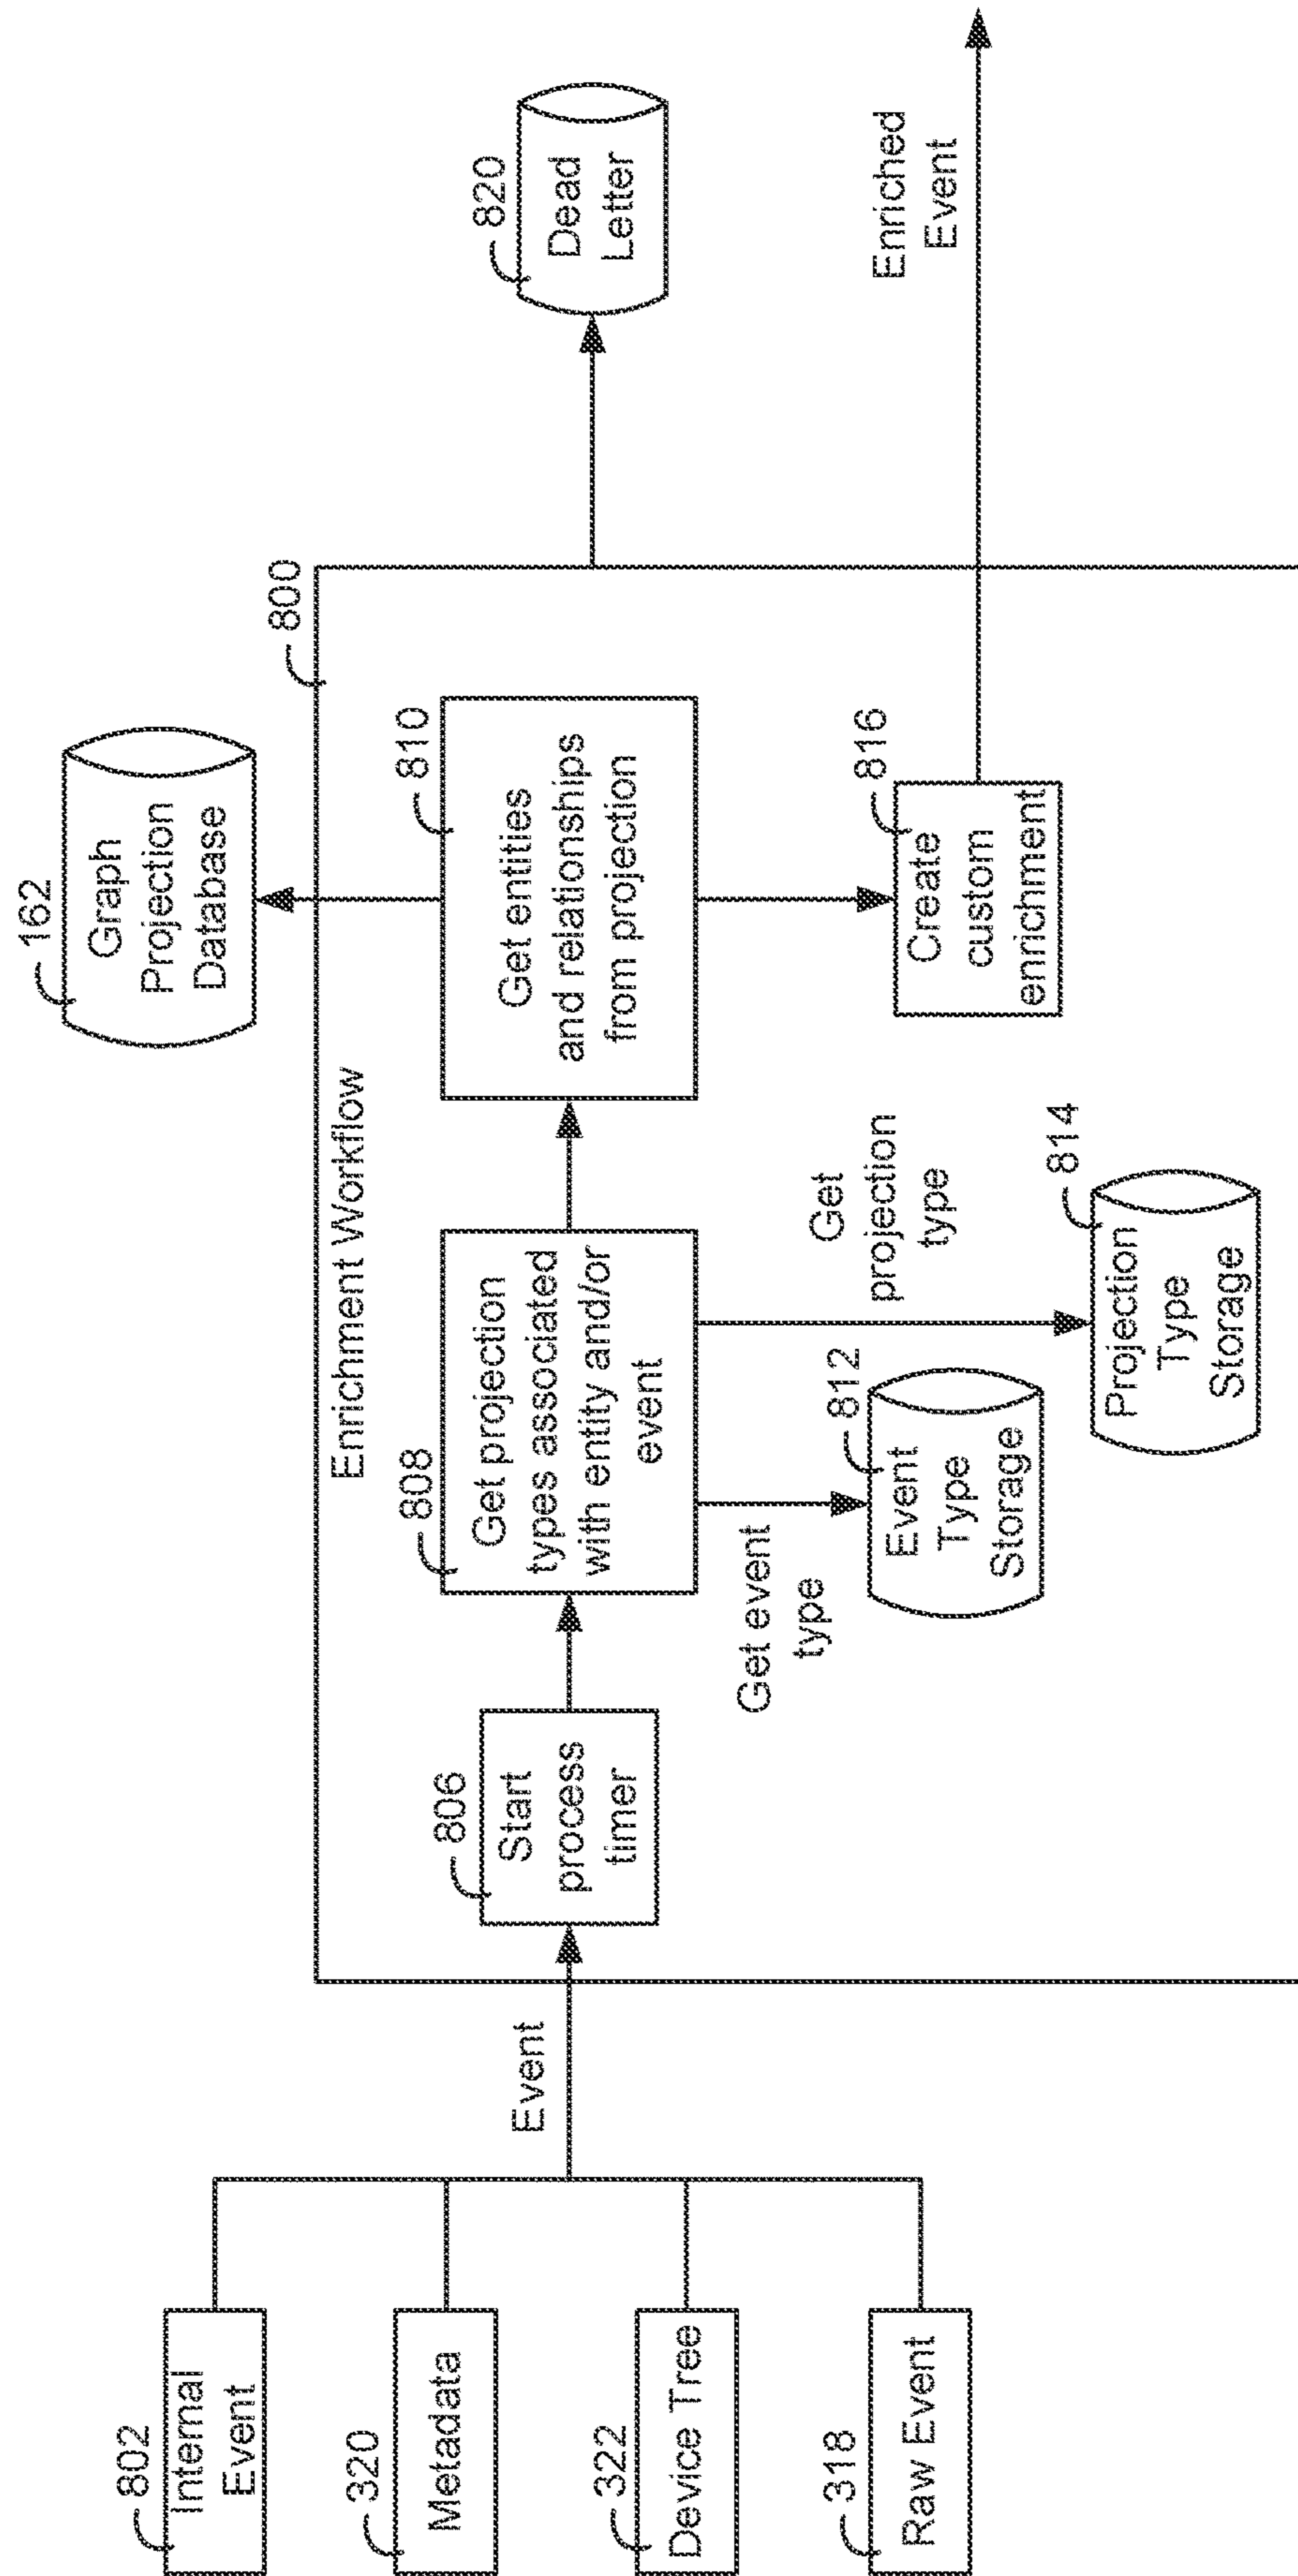 802
Internal
Event
320
Metadata
322
Device Tree
318
Raw Event
Event
800
Enrichment Workflow
806
Start
process
timer
808
Get projection
types associated
with entity and/or
event
Get event
type
812
Event
Type
Storage
Get
projection
type
814
Projection
Type
Storage
810
Get entities
and relationships
from projection
162
Graph
Projection
Database
816
Create
custom
enrichment
820
Dead
Letter
Enriched
Event